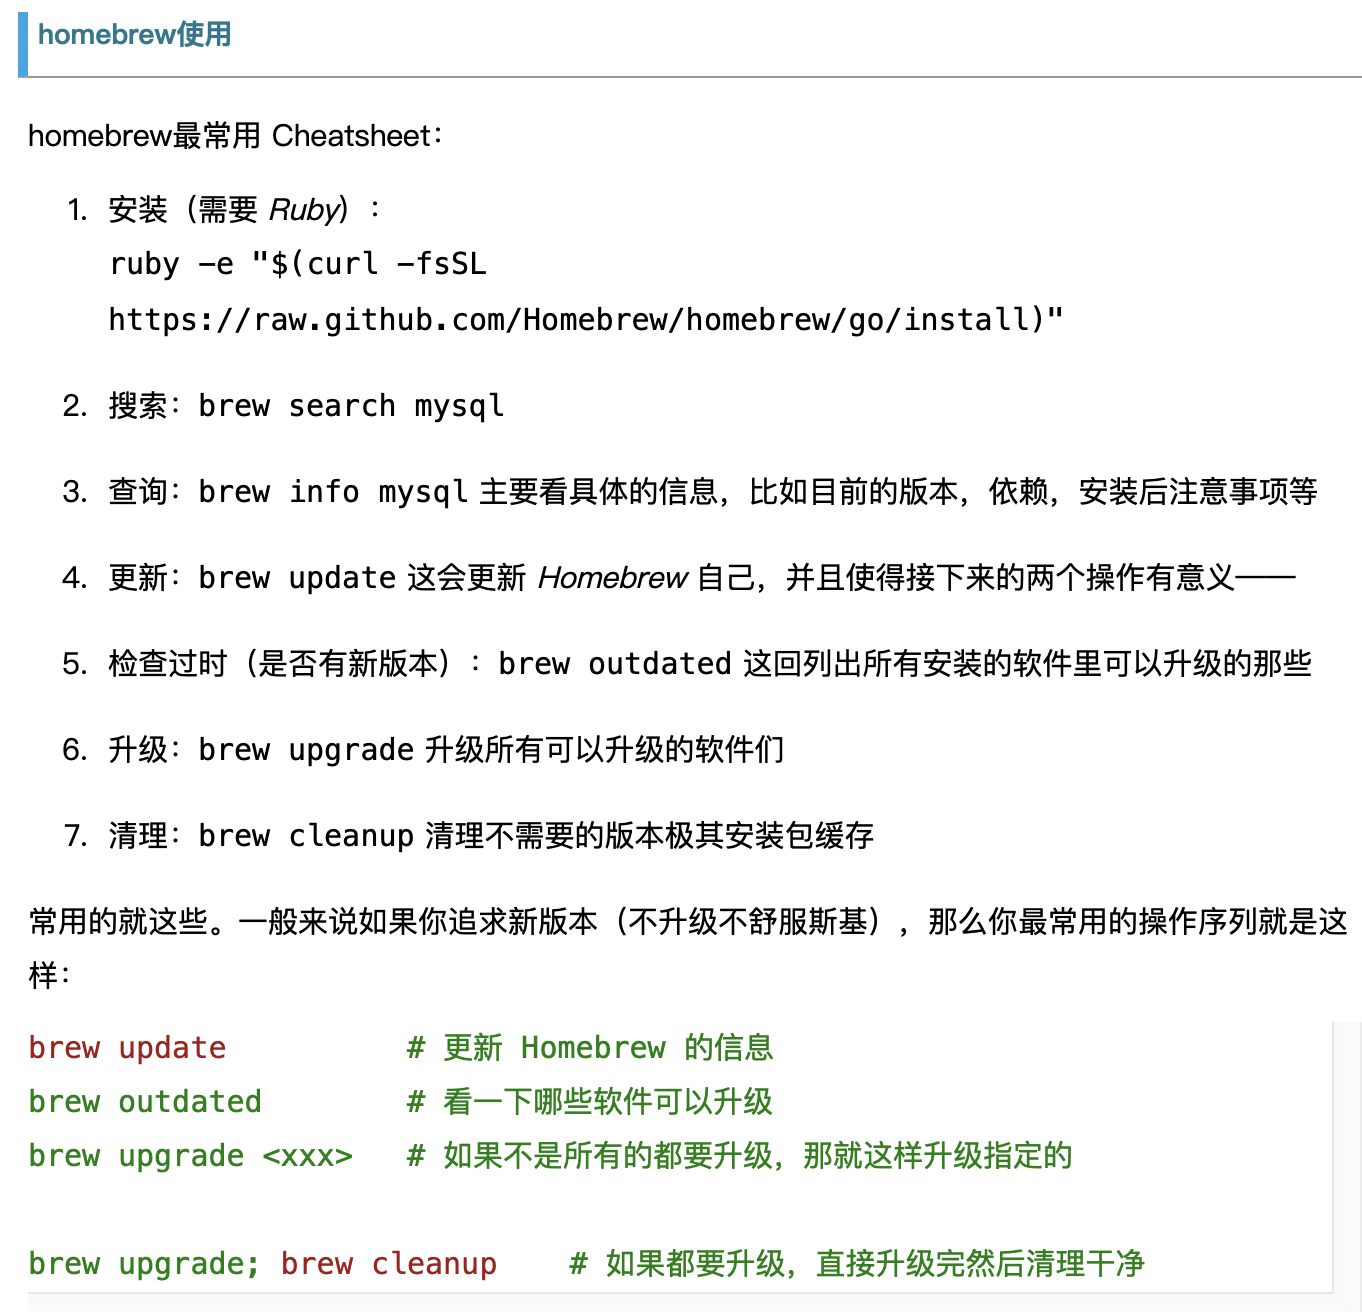 homebrew使用
homebrew最常用 Cheatsheet：
1. 安装（需要 Ruby）：
ruby -e "$(curl -fsSL
https://raw.github.com/Homebrew/homebrew/go/install)"
2. 搜索：brew search mysql
3. 查询：brew info mysql 主要看具体的信息，比如目前的版本，依赖，安装后注意事项等
4. 更新：brew update 这会更新 Homebrew 自己，并且使得接下来的两个操作有意义——
5. 检查过时（是否有新版本）：brew outdated 这回列出所有安装的软件里可以升级的那些
6. 升级：brew upgrade 升级所有可以升级的软件们
7. 清理：brew cleanup 清理不需要的版本极其安装包缓存
常用的就这些。一般来说如果你追求新版本（不升级不舒服斯基），那么你最常用的操作序列就是这
样：
brew update          # 更新 Homebrew 的信息
brew outdated        # 看一下哪些软件可以升级
brew upgrade <xxx>   # 如果不是所有的都要升级，那就这样升级指定的
brew upgrade; brew cleanup    # 如果都要升级，直接升级完然后清理干净